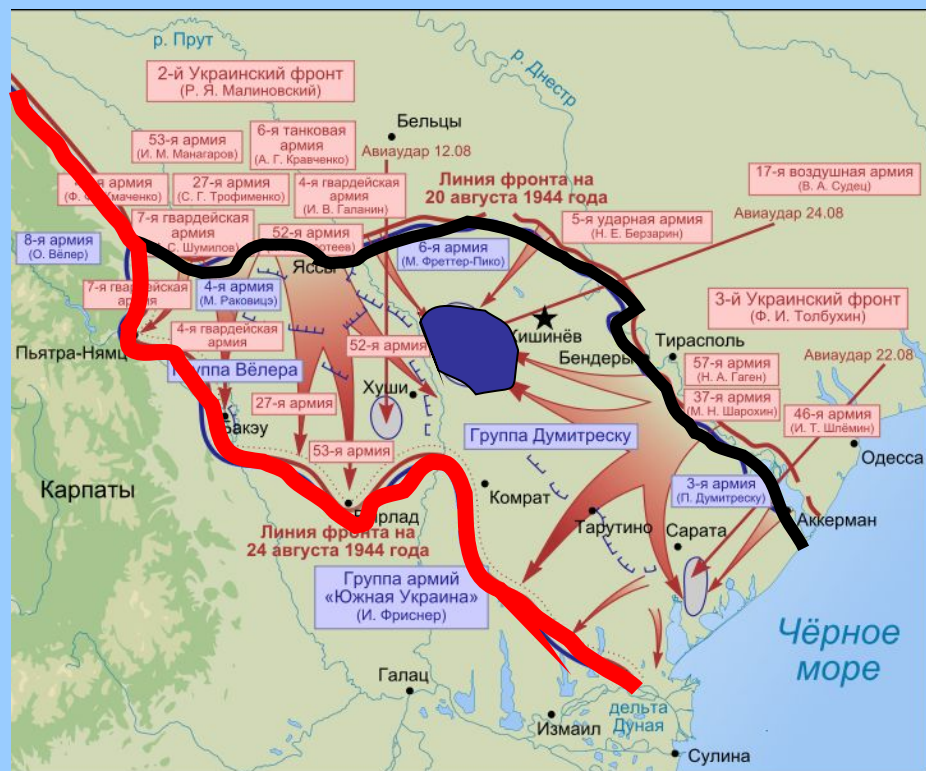 р. Прут
р. Днестр
2-й Украинский фронт
(Р. Я. Малиновский)
53-я армия
(И. М. Манагаров)
6-я танковая
армия
(А. Г. Кравченко)
Бельцы
Авиаудар 12.08
17-я воздушная армия
(В. А. Судец)
Линия фронта на
20 августа 1944 года
армия
27-я армия
(С. Г. Трофименко)
4-я гвардейская
армия
(И. В. Галанин)
5-я ударная армия
(Н. Е. Берзарин)
Авиаудар 24.08
7-я гвардейская
армия
С. Шумилов)
52-я армия
8-я армия
(О. Вёлер)
6-я армия
(М. Фреттер-Пико)
Яссы
7-я гвардейская
4-я армия
(М. Раковицэ)
3-й Украинский фронт
(Ф. И. Толбухин)
4-я гвардейская
армия
52-я армия
Кишинёв
Бендеры
Тирасполь
Пьятра-Нямц
Группа Вёлера
57-я армия
(Н. А. Гаген)
Авиаудар 22.08
Хуши
27-я армия
37-я армия
(М. Н. Шарохин)
46-я армия
(И. Т. Шлёмин)
Бакэу
Группа Думитреску
53-я армия
Одесса
Карпаты
Комрат
3-я армия
(П. Думитреску)
Аккерман
Линия фронта на
24 августа 1944 года
Тарутино
Сарата
Группа армий
«Южная Украина»
(И. Фриснер)
Чёрное
море
Галац
Измаил
дельта
Дуная
Сулина